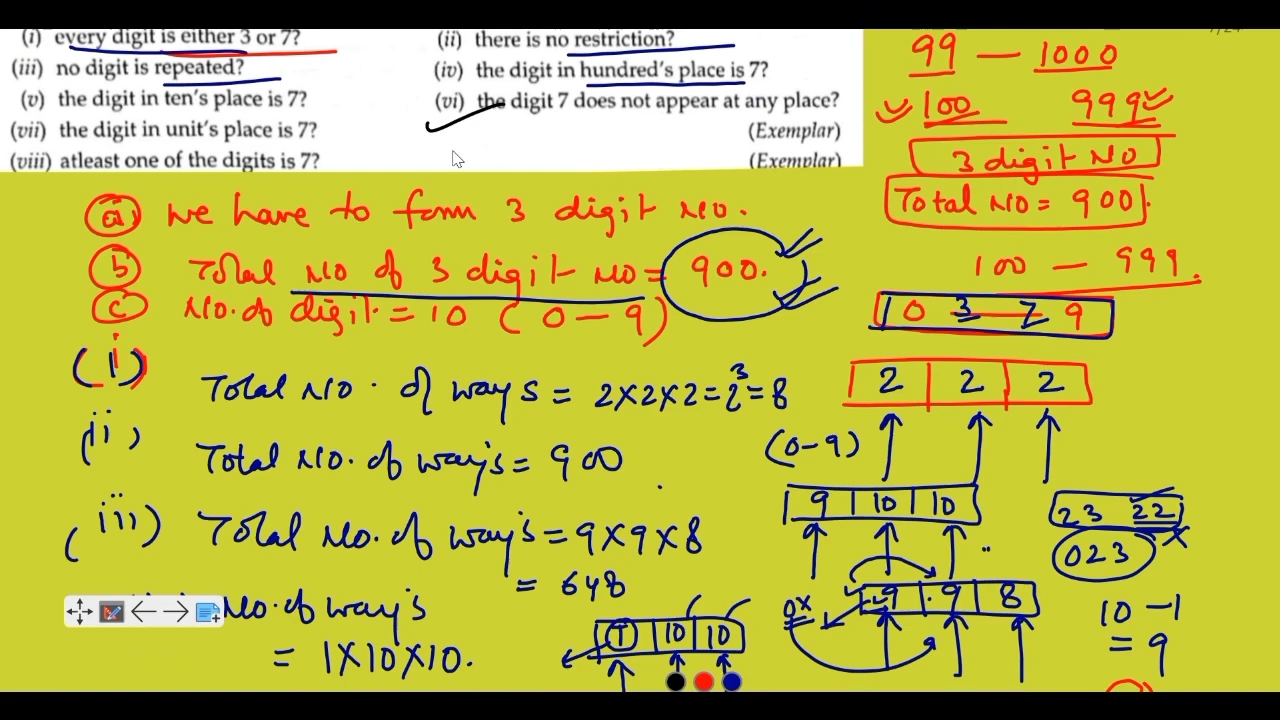 (i) every digit is either 3 or 7? (ii) there is no restriction?
(iii) no digit is repeated? (iv) the digit in hundred's place is 7?
(v) the digit in ten's place is 7? (vi) the digit 7 does not appear at any place?
(vii) the digit in unit's place is 7? (Exemplar)
(viii) atleast one of the digits is 7? (Exemplar)
99 — 1000
100 999
3 digit No
Total No = 900.
(a) we have to form 3 digit No.
(b) Total No of 3 digit No = 900.
100 — 999.
(c) No. of digit = 10 (0 — 9)
10 3 7 9
(i) Total No. of ways = 2×2×2=2³=8
2 2 2
(ii) Total No. of way's = 900
(0-9)
9 10 10
23 22 x
023
(iii) Total No. of way's = 9×9×8
= 648
0x
9 9 8
10 -1
= 9
No. of way's
= 1×10×10.
10 10